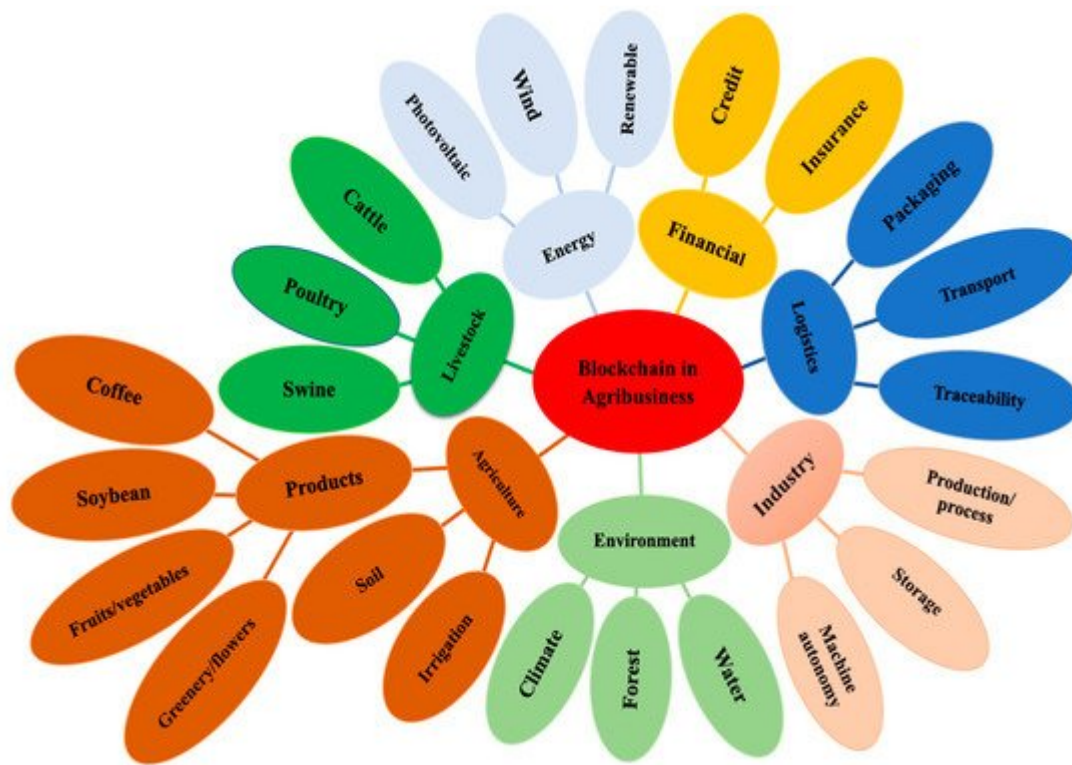 Blockchain in
Agribusiness
Energy
Photovoltaic
Wind
Renewable
Financial
Credit
Insurance
Logistics
Packaging
Transport
Traceability
Industry
Production/
process
Storage
Machine
autonomy
Environment
Water
Forest
Climate
Agriculture
Irrigation
Soil
Products
Greenery/flowers
Fruits/vegetables
Soybean
Coffee
Livestock
Swine
Poultry
Cattle